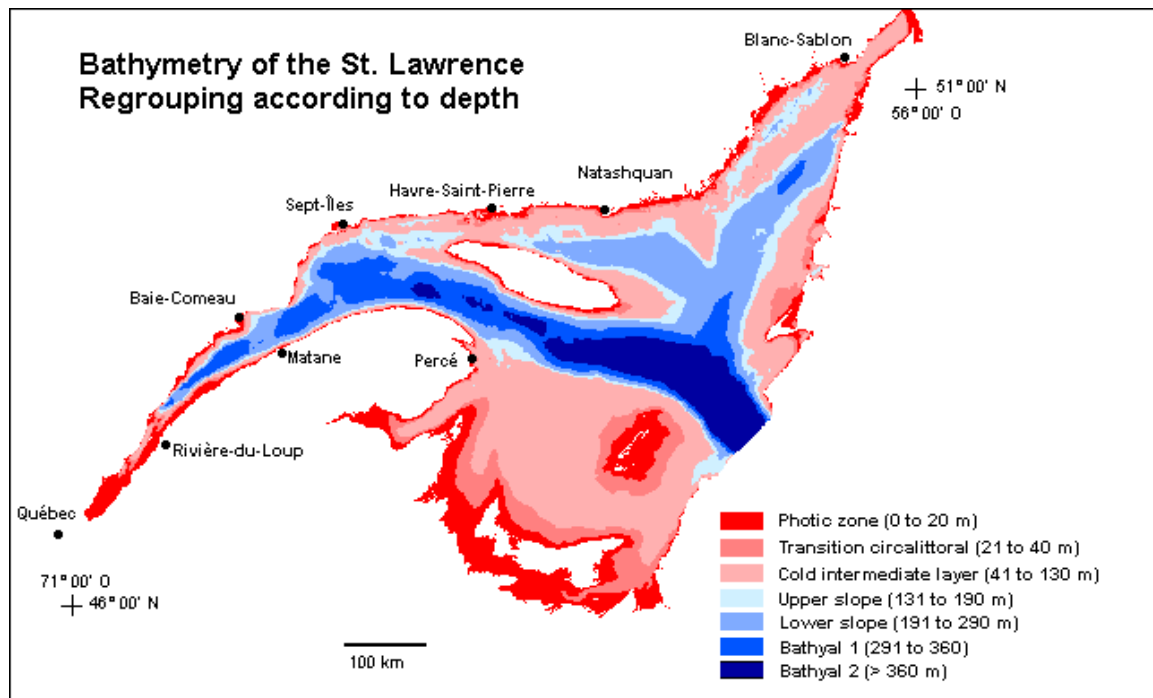 Bathymetry of the St. Lawrence
Regrouping according to depth
Blanc-Sablon
51° 00' N
56° 00' O
Natashquan
Havre-Saint-Pierre
Sept-Îles
Baie-Comeau
Matane
Percé
Rivière-du-Loup
Québec
71° 00' O
46° 00' N
100 km
Photic zone (0 to 20 m)
Transition circalittoral (21 to 40 m)
Cold intermediate layer (41 to 130 m)
Upper slope (131 to 190 m)
Lower slope (191 to 290 m)
Bathyal 1 (291 to 360)
Bathyal 2 (> 360 m)